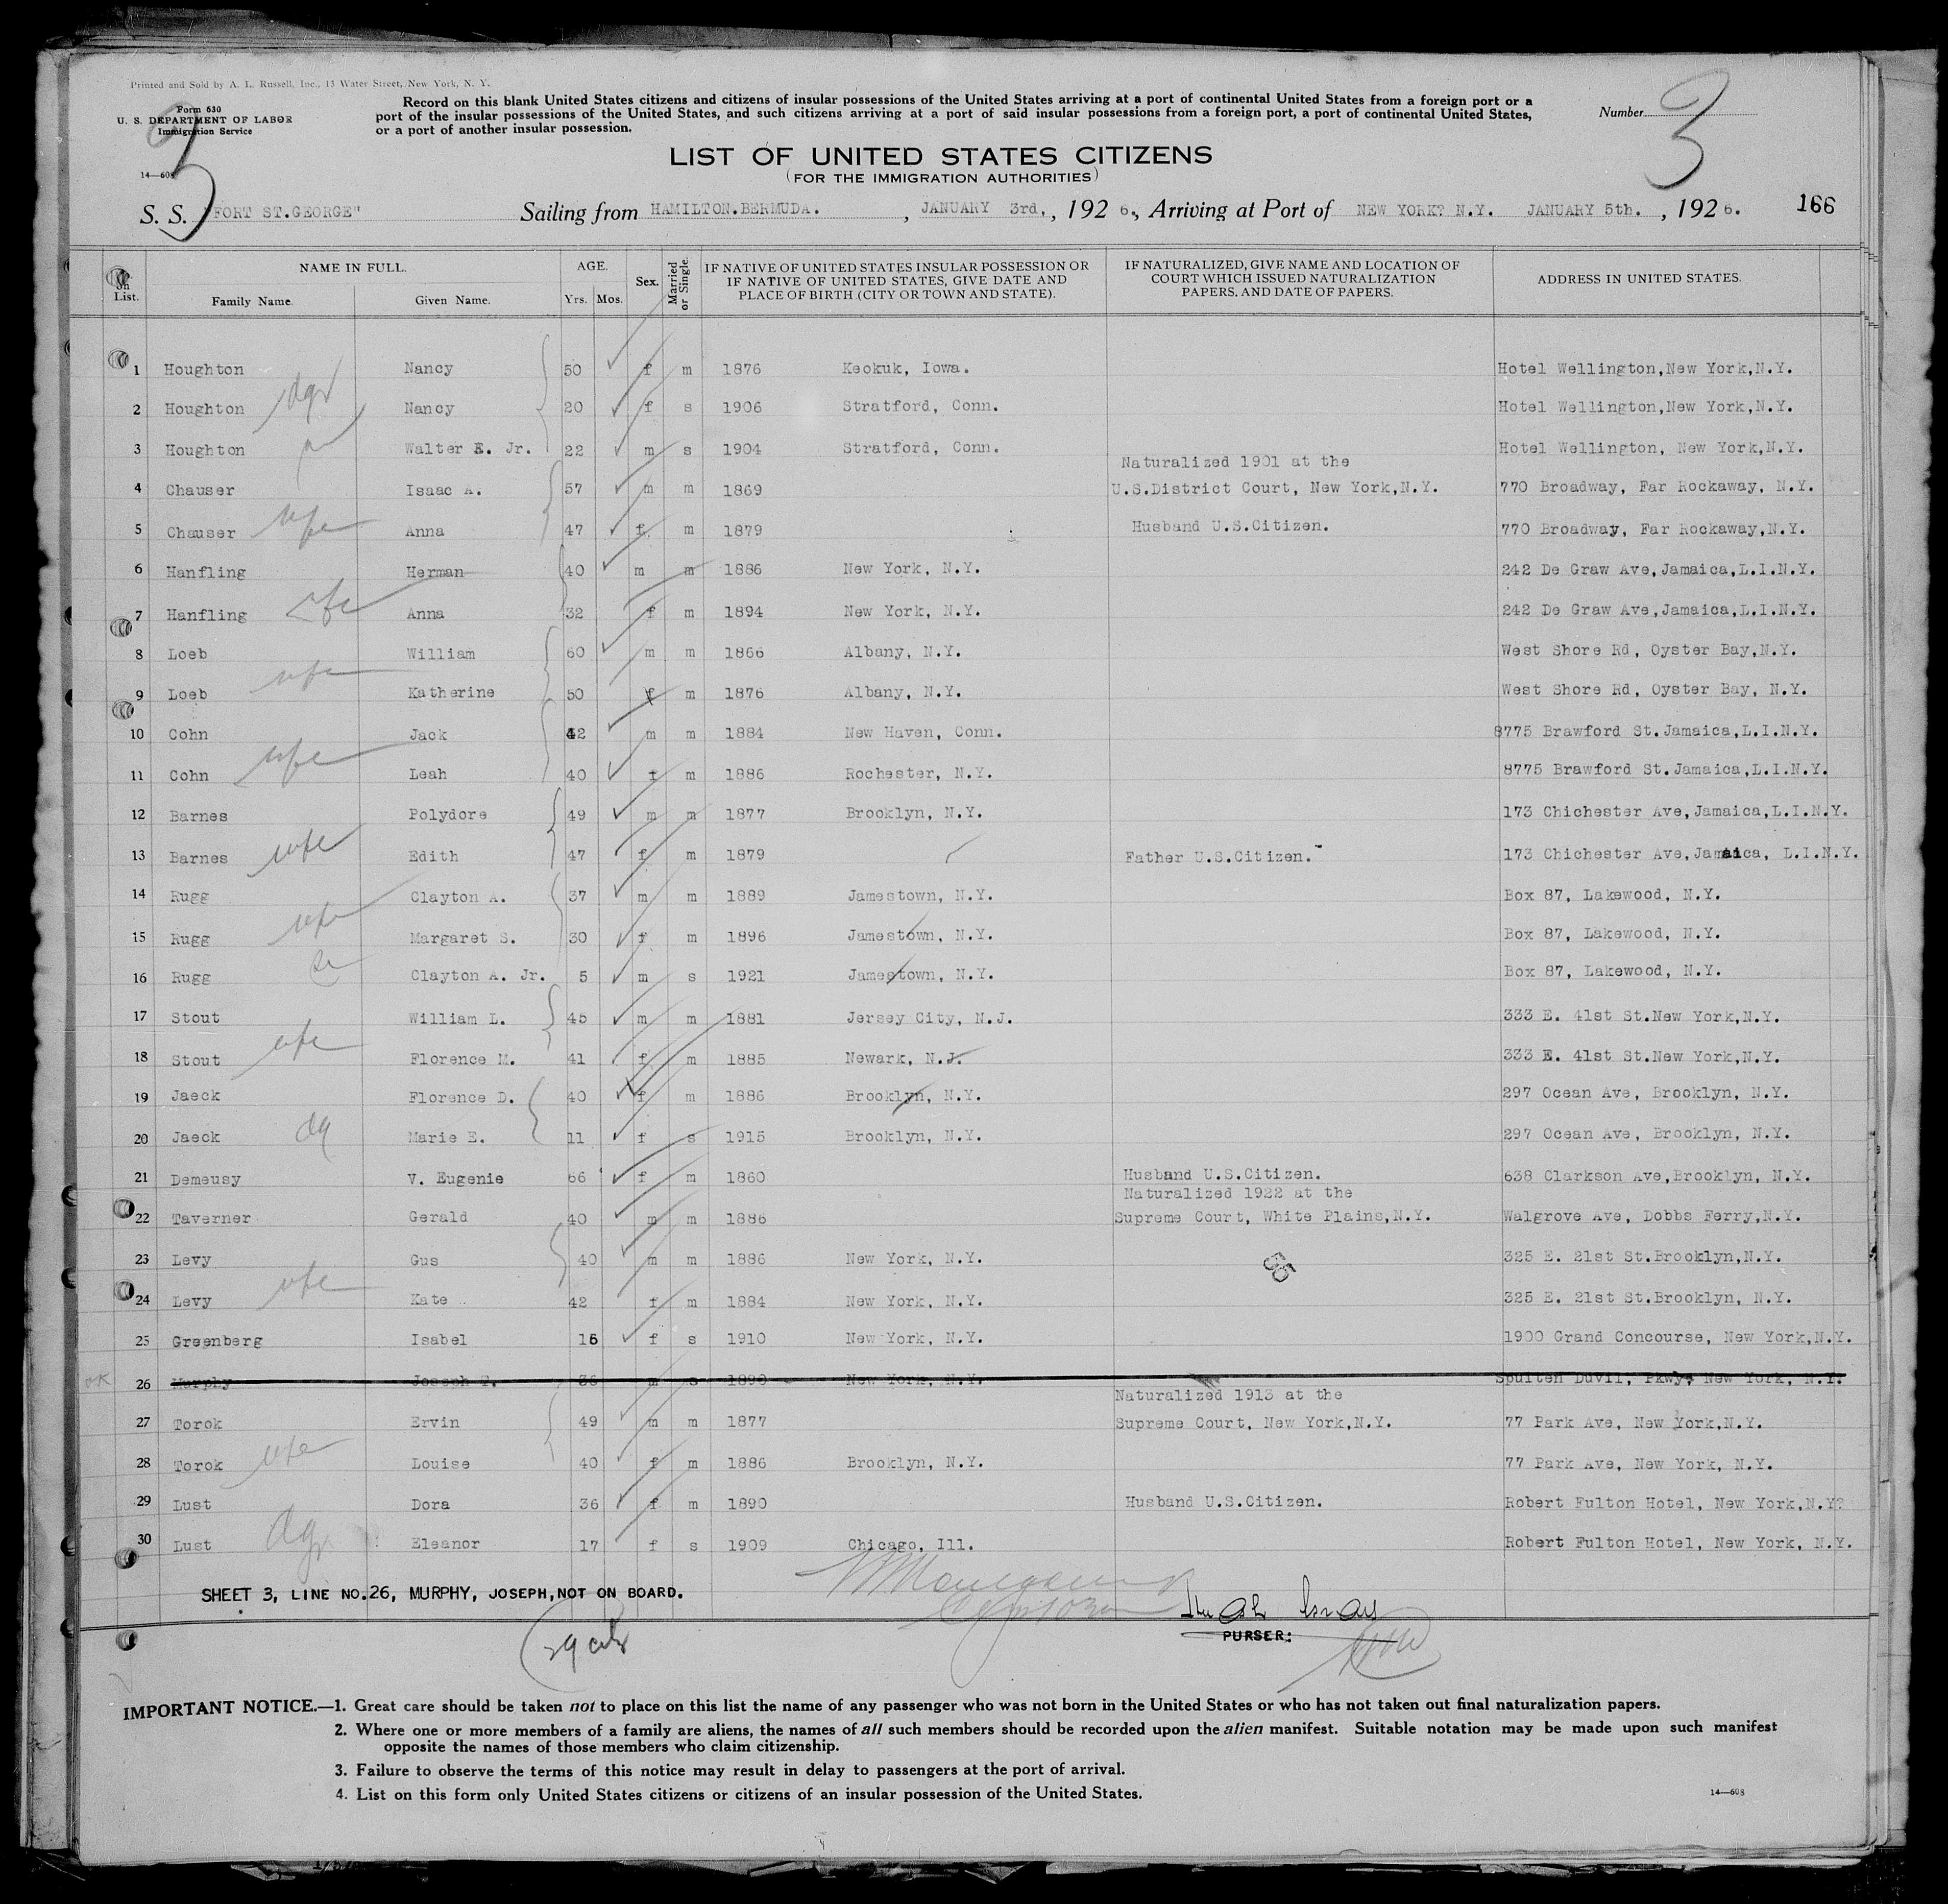 Printed and Sold by A. L. Russell, Inc., 13 Water Street, New York, N. Y.
Form 630
U. S. DEPARTMENT OF LABOR
Immigration Service
14—608
3
Record on this blank United States citizens and citizens of insular possessions of the United States arriving at a port of continental United States from a foreign port or a
port of the insular possessions of the United States, and such citizens arriving at a port of said insular possessions from a foreign port, a port of continental United States,
or a port of another insular possession.
Number 3
LIST OF UNITED STATES CITIZENS
(FOR THE IMMIGRATION AUTHORITIES)
S. S. "FORT ST.GEORGE" Sailing from HAMILTON.BERMUDA. , JANUARY 3rd, , 192 6., Arriving at Port of NEW YORK? N.Y. JANUARY 5th. , 192 6. 166
No. on List. NAME IN FULL. Family Name. Given Name. AGE. Yrs. Mos. Sex. Married or Single. IF NATIVE OF UNITED STATES INSULAR POSSESSION OR IF NATIVE OF UNITED STATES, GIVE DATE AND PLACE OF BIRTH (CITY OR TOWN AND STATE). IF NATURALIZED, GIVE NAME AND LOCATION OF COURT WHICH ISSUED NATURALIZATION PAPERS, AND DATE OF PAPERS. ADDRESS IN UNITED STATES.
1 Houghton Nancy 50 f m 1876 Keokuk, Iowa. Hotel Wellington,New York,N.Y.
2 Houghton Nancy 20 f s 1906 Stratford, Conn. Hotel Wellington,New York,N.Y.
3 Houghton Walter E. Jr. 22 m s 1904 Stratford, Conn. Hotel Wellington, New York,N.Y.
Naturalized 1901 at the
4 Chauser Isaac A. 57 m m 1869 U.S.District Court, New York,N.Y. 770 Broadway, Far Rockaway, N.Y.
5 Chauser wife Anna 47 f m 1879 Husband U.S.Citizen. 770 Broadway, Far Rockaway,N.Y.
6 Hanfling Herman 40 m m 1886 New York, N.Y. 242 De Graw Ave,Jamaica,L.I.N.Y.
7 Hanfling wife Anna 32 f m 1894 New York, N.Y. 242 De Graw Ave,Jamaica,L.I.N.Y.
8 Loeb William 60 m m 1866 Albany, N.Y. West Shore Rd, Oyster Bay,N.Y.
9 Loeb wife Katherine 50 f m 1876 Albany, N.Y. West Shore Rd, Oyster Bay, N.Y.
10 Cohn Jack 42 m m 1884 New Haven, Conn. 8775 Brawford St.Jamaica,L.I.N.Y.
11 Cohn wife Leah 40 f m 1886 Rochester, N.Y. 8775 Brawford St.Jamaica,L.I.N.Y.
12 Barnes Polydore 49 m m 1877 Brooklyn, N.Y. 173 Chichester Ave,Jamaica,L.I.N.Y.
13 Barnes wife Edith 47 f m 1879 Father U.S.Citizen. 173 Chichester Ave,Jamaica, L.I.N.Y.
14 Rugg Clayton A. 37 m m 1889 Jamestown, N.Y. Box 87, Lakewood, N.Y.
15 Rugg wife Margaret S. 30 f m 1896 Jamestown, N.Y. Box 87, Lakewood, N.Y.
16 Rugg Clayton A. Jr. 5 m s 1921 Jamestown, N.Y. Box 87, Lakewood, N.Y.
17 Stout William L. 45 m m 1881 Jersey City, N.J. 333 E. 41st St.New York,N.Y.
18 Stout wife Florence M. 41 f m 1885 Newark, N.J. 333 E. 41st St.New York,N.Y.
19 Jaeck Florence D. 40 f m 1886 Brooklyn, N.Y. 297 Ocean Ave, Brooklyn, N.Y.
20 Jaeck Marie E. 11 f s 1915 Brooklyn, N.Y. 297 Ocean Ave, Brooklyn, N.Y.
21 Demeusy V. Eugenie 66 f m 1860 Husband U.S.Citizen. 638 Clarkson Ave,Brooklyn, N.Y.
Naturalized 1922 at the
22 Taverner Gerald 40 m m 1886 Supreme Court, White Plains,N.Y. Walgrove Ave, Dobbs Ferry,N.Y.
23 Levy Gus 40 m m 1886 New York, N.Y. 325 E. 21st St.Brooklyn,N.Y.
24 Levy wife Kate 42 f m 1884 New York, N.Y. 325 E. 21st St.Brooklyn, N.Y.
25 Greenberg Isabel 16 f s 1910 New York, N.Y. 1900 Grand Concourse, New York,N.Y.
OK 26 Murphy Joseph 36 m s 1890 New York, N.Y. Spuiten Duvil, Pkwy, New York, N.Y.
Naturalized 1913 at the
27 Torok Ervin 49 m m 1877 Supreme Court, New York,N.Y. 77 Park Ave, New York,N.Y.
28 Torok wife Louise 40 f m 1886 Brooklyn, N.Y. 77 Park Ave, New York, N.Y.
29 Lust Dora 36 f m 1890 Husband U.S.Citizen. Robert Fulton Hotel, New York,N.Y?
30 Lust Eleanor 17 f s 1909 Chicago, Ill. Robert Fulton Hotel, New York, N.Y.
SHEET 3, LINE NO.26, MURPHY, JOSEPH,NOT ON BOARD.
PURSER:
IMPORTANT NOTICE.—1. Great care should be taken not to place on this list the name of any passenger who was not born in the United States or who has not taken out final naturalization papers.
2. Where one or more members of a family are aliens, the names of all such members should be recorded upon the alien manifest. Suitable notation may be made upon such manifest
opposite the names of those members who claim citizenship.
3. Failure to observe the terms of this notice may result in delay to passengers at the port of arrival.
4. List on this form only United States citizens or citizens of an insular possession of the United States.
14—608